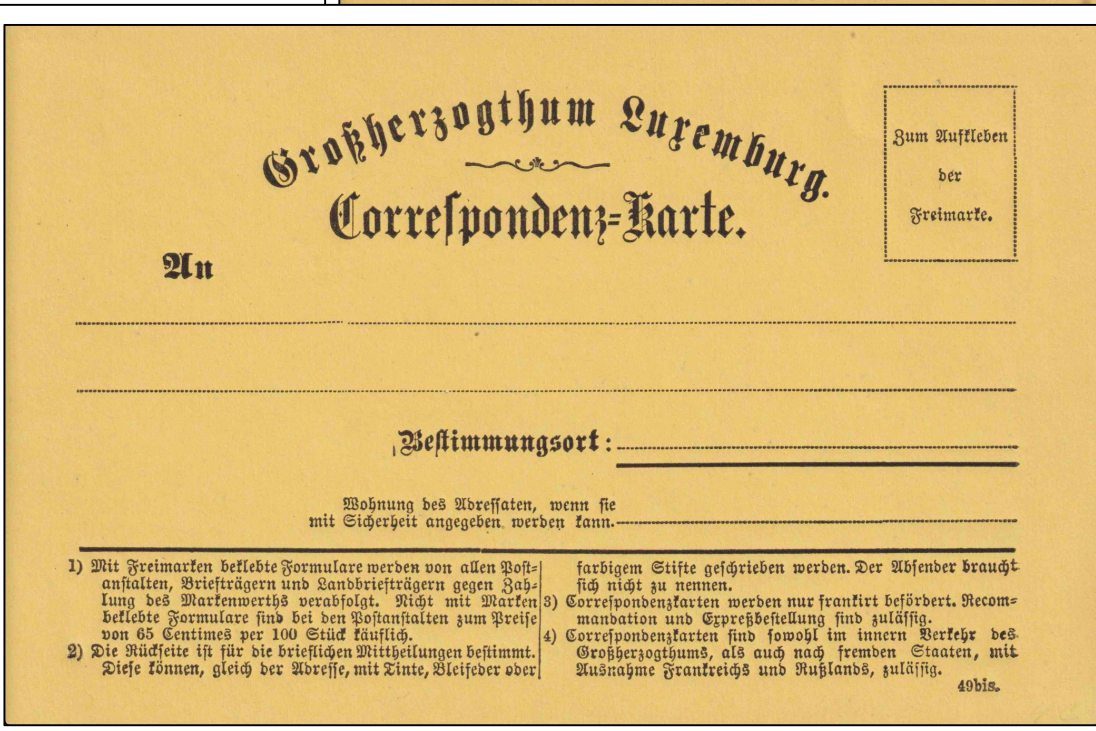 Großherzogthum Luxemburg.
Correspondenz-Karte.
Zum Aufkleben
der
Freimarke.
An
Bestimmungsort:
Wohnung des Adressaten, wenn sie
mit Sicherheit angegeben werden kann.
1) Mit Freimarken beklebte Formulare werden von allen Post-
anstalten, Briefträgern und Landbriefträgern gegen Zah-
lung des Markenwerths verabfolgt. Nicht mit Marken
beklebte Formulare sind bei den Postanstalten zum Preise
von 65 Centimes per 100 Stück käuflich.
2) Die Rückseite ist für die brieflichen Mittheilungen bestimmt.
Diese können, gleich der Adresse, mit Tinte, Bleifeder oder
farbigem Stifte geschrieben werden. Der Absender braucht
sich nicht zu nennen.
3) Correspondenzkarten werden nur frankirt befördert. Recom-
mandation und Expreßbestellung sind zulässig.
4) Correspondenzkarten sind sowohl im innern Verkehr des
Großherzogthums, als auch nach fremden Staaten, mit
Ausnahme Frankreichs und Rußlands, zulässig.
49bis.